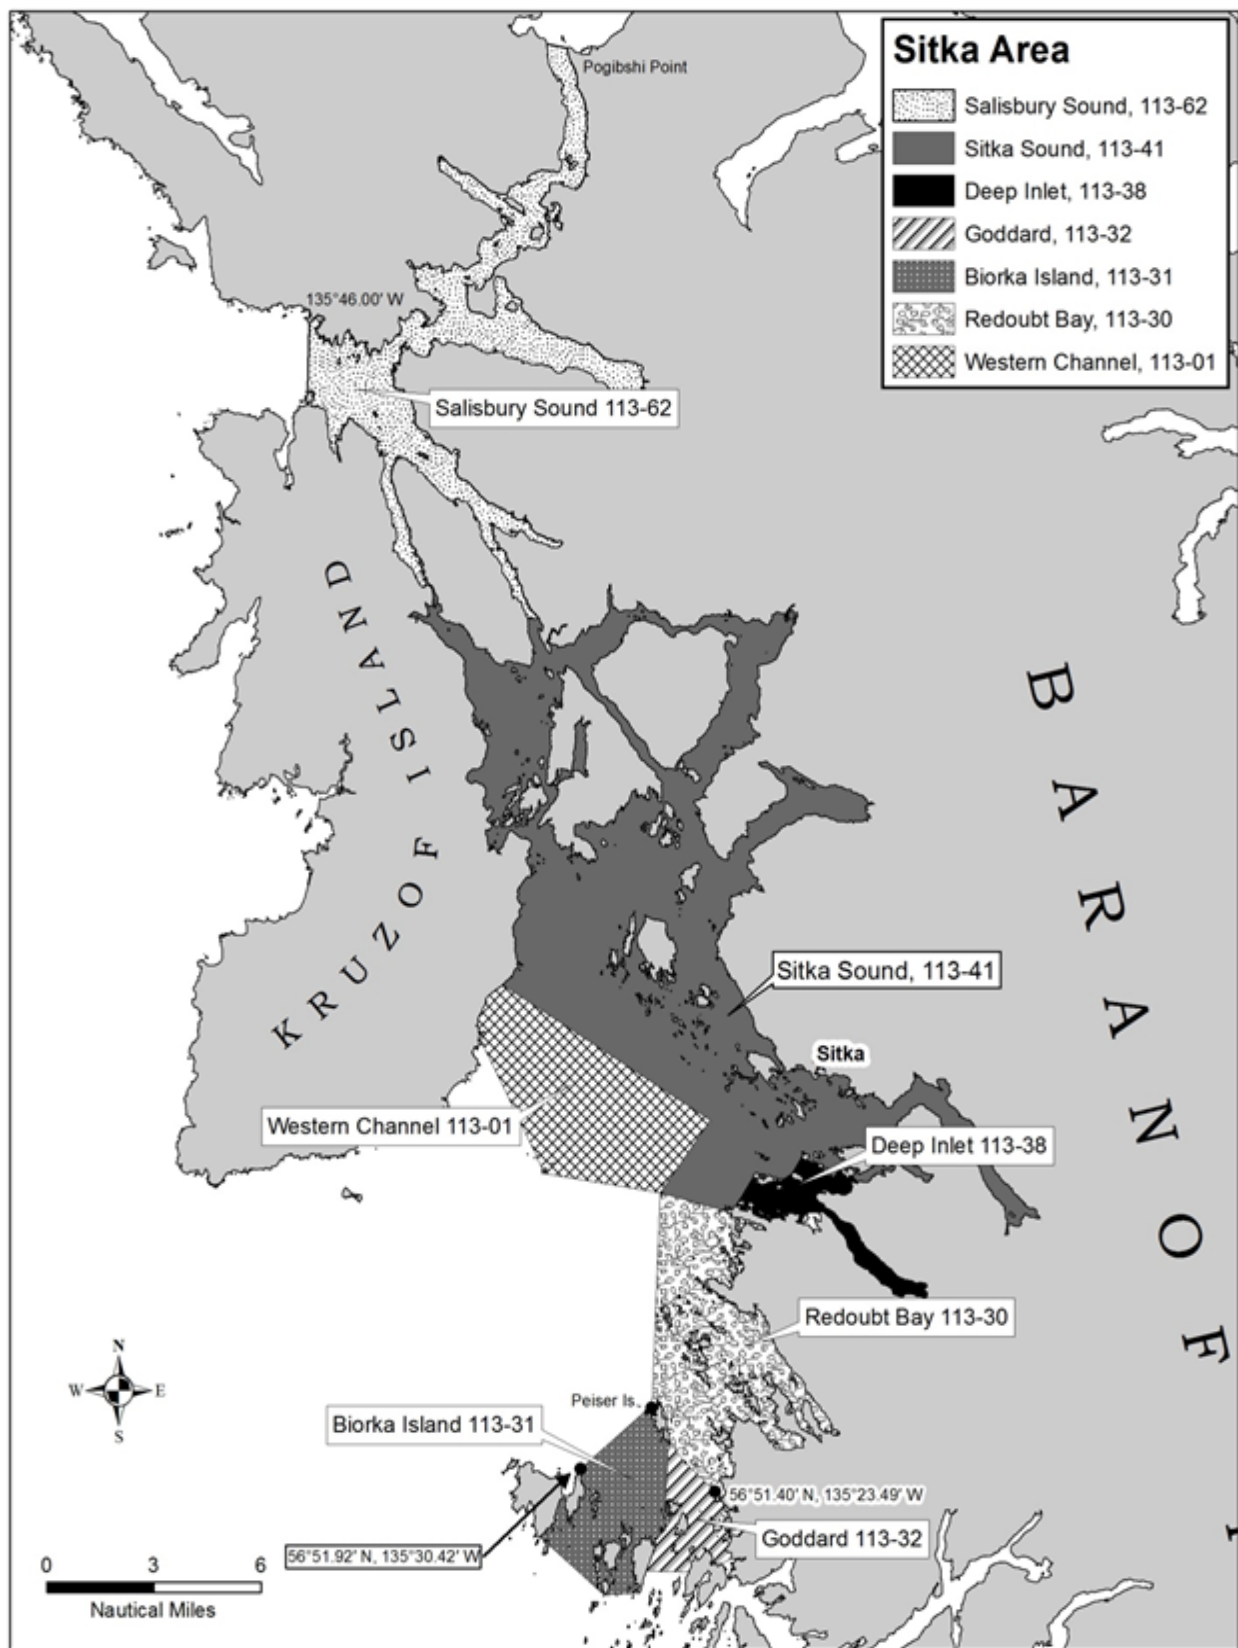 Sitka Area
Salisbury Sound, 113-62
Sitka Sound, 113-41
Deep Inlet, 113-38
Goddard, 113-32
Biorka Island, 113-31
Redoubt Bay, 113-30
Western Channel, 113-01
Pogibshi Point
135°46.00' W
Salisbury Sound 113-62
KRUZOF ISLAND
BARANOF
Sitka Sound, 113-41
Sitka
Western Channel 113-01
Deep Inlet 113-38
Redoubt Bay 113-30
N
W E
S
Peiser Is.
Biorka Island 113-31
56°51.40' N, 135°23.49' W
Goddard 113-32
56°51.92' N, 135°30.42' W
0 3 6
Nautical Miles